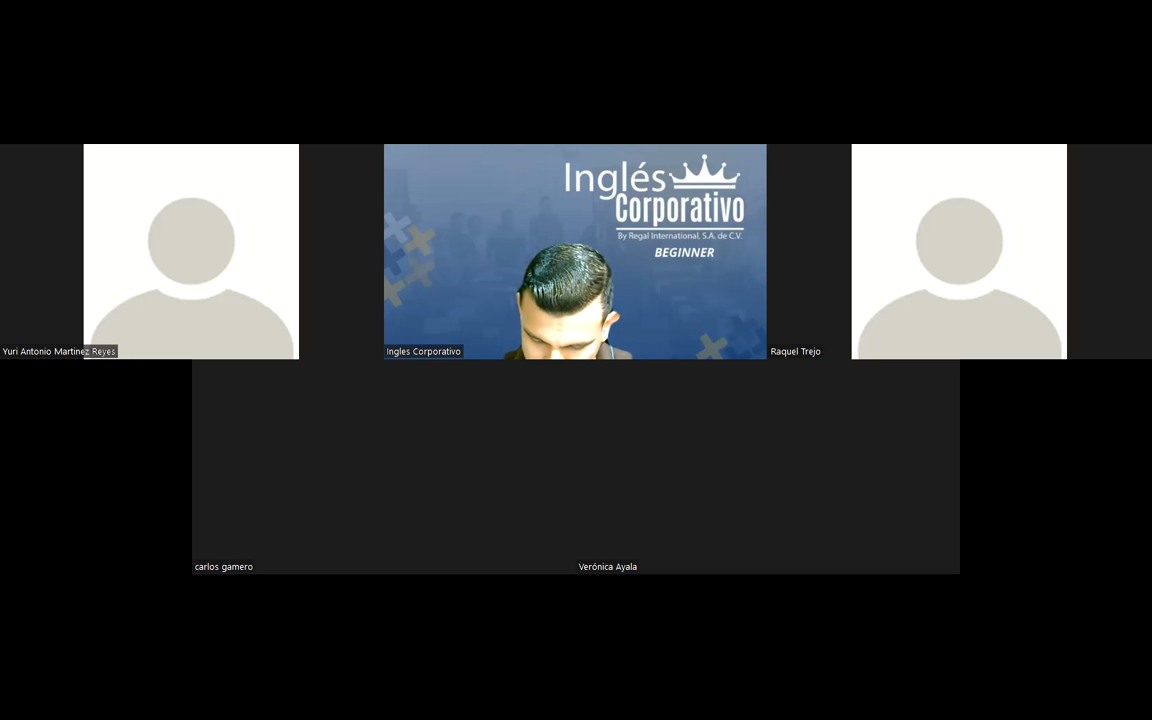 Inglés
Corporativo
By Regal International, S.A. de C.V.
BEGINNER
Yuri Antonio Martinez Reyes
Ingles Corporativo
Raquel Trejo
carlos gamero
Verónica Ayala